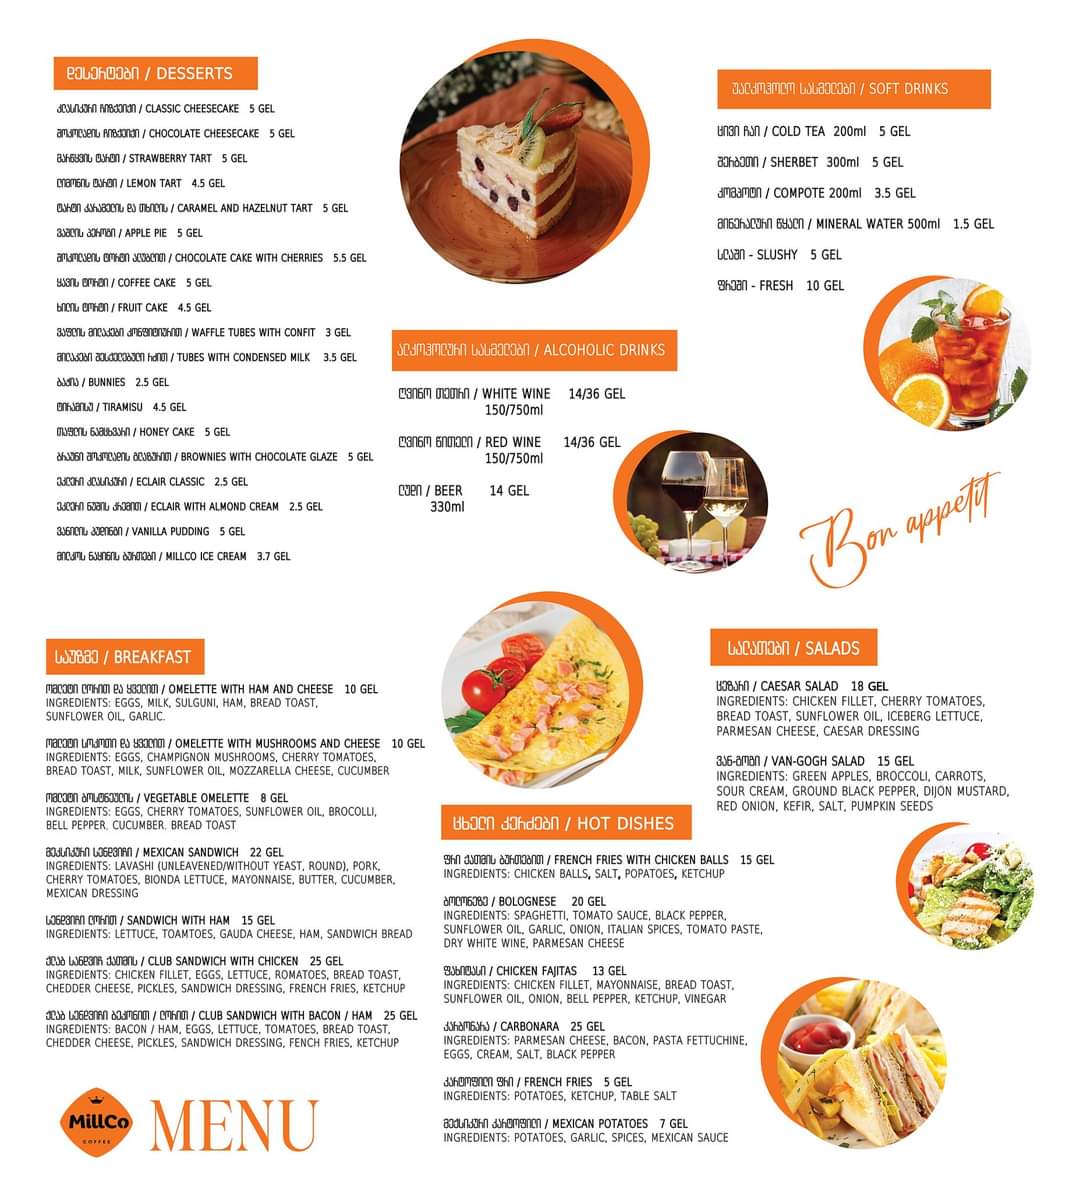 დესერტები / DESSERTS
კლასიკური ჩიზქეიქი / CLASSIC CHEESECAKE 5 GEL
შოკოლადის ჩიზქეიქი / CHOCOLATE CHEESECAKE 5 GEL
მარწყვის ტარტი / STRAWBERRY TART 5 GEL
ლიმონის ტარტი / LEMON TART 4.5 GEL
ტარტი კარამელის და თხილის / CARAMEL AND HAZELNUT TART 5 GEL
ვაშლის პეროგი / APPLE PIE 5 GEL
შოკოლადის ტორტი ალუბლით / CHOCOLATE CAKE WITH CHERRIES 5.5 GEL
ყავის ტორტი / COFFEE CAKE 5 GEL
ხილის ტორტი / FRUIT CAKE 4.5 GEL
ვაფლის მილაკები კონფიტიურით / WAFFLE TUBES WITH CONFIT 3 GEL
მილაკები შესქელებული რძით / TUBES WITH CONDENSED MILK 3.5 GEL
ბაჭია / BUNNIES 2.5 GEL
ტირამისუ / TIRAMISU 4.5 GEL
თაფლის ნამცხვარი / HONEY CAKE 5 GEL
ბრაუნი შოკოლადის გლაზურით / BROWNIES WITH CHOCOLATE GLAZE 5 GEL
ეკლერი კლასიკური / ECLAIR CLASSIC 2.5 GEL
ეკლერი ნუშის კრემით / ECLAIR WITH ALMOND CREAM 2.5 GEL
ვანილის პუდინგი / VANILLA PUDDING 5 GEL
მილკოს ნაყინის ბურთები / MILLCO ICE CREAM 3.7 GEL
ალკოჰოლური სასმელები / ALCOHOLIC DRINKS
ღვინო თეთრი / WHITE WINE 14/36 GEL
150/750ml
ღვინო წითელი / RED WINE 14/36 GEL
150/750ml
ლუდი / BEER 14 GEL
330ml
უალკოჰოლო სასმელები / SOFT DRINKS
ცივი ჩაი / COLD TEA 200ml 5 GEL
შერბეთი / SHERBET 300ml 5 GEL
კომპოტი / COMPOTE 200ml 3.5 GEL
მინერალური წყალი / MINERAL WATER 500ml 1.5 GEL
სლაში - SLUSHY 5 GEL
ფრეში - FRESH 10 GEL
Bon appetit
საუზმე / BREAKFAST
ომლეტი ლორით და ყველით / OMELETTE WITH HAM AND CHEESE 10 GEL
INGREDIENTS: EGGS, MILK, SULGUNI, HAM, BREAD TOAST,
SUNFLOWER OIL, GARLIC.
ომლეტი სოკოთი და ყველით / OMELETTE WITH MUSHROOMS AND CHEESE 10 GEL
INGREDIENTS: EGGS, CHAMPIGNON MUSHROOMS, CHERRY TOMATOES,
BREAD TOAST, MILK, SUNFLOWER OIL, MOZZARELLA CHEESE, CUCUMBER
ომლეტი ბოსტნეულის / VEGETABLE OMELETTE 8 GEL
INGREDIENTS: EGGS, CHERRY TOMATOES, SUNFLOWER OIL, BROCOLLI,
BELL PEPPER. CUCUMBER. BREAD TOAST
მექსიკური სენდვიჩი / MEXICAN SANDWICH 22 GEL
INGREDIENTS: LAVASHI (UNLEAVENED/WITHOUT YEAST, ROUND), PORK,
CHERRY TOMATOES, BIONDA LETTUCE, MAYONNAISE, BUTTER, CUCUMBER,
MEXICAN DRESSING
სენდვიჩი ლორით / SANDWICH WITH HAM 15 GEL
INGREDIENTS: LETTUCE, TOAMTOES, GAUDA CHEESE, HAM, SANDWICH BREAD
ქლაბ სანდვიჩ ქათმის / CLUB SANDWICH WITH CHICKEN 25 GEL
INGREDIENTS: CHICKEN FILLET, EGGS, LETTUCE, ROMATOES, BREAD TOAST,
CHEDDER CHEESE, PICKLES, SANDWICH DRESSING, FRENCH FRIES, KETCHUP
ქლაბ სენდვიჩი ბეკონით / ლორით / CLUB SANDWICH WITH BACON / HAM 25 GEL
INGREDIENTS: BACON / HAM, EGGS, LETTUCE, TOMATOES, BREAD TOAST,
CHEDDER CHEESE, PICKLES, SANDWICH DRESSING, FENCH FRIES, KETCHUP
ცხელი კერძები / HOT DISHES
ფრი ქათმის ბურთებით / FRENCH FRIES WITH CHICKEN BALLS 15 GEL
INGREDIENTS: CHICKEN BALLS, SALT, POPATOES, KETCHUP
ბოლონეზე / BOLOGNESE 20 GEL
INGREDIENTS: SPAGHETTI, TOMATO SAUCE, BLACK PEPPER,
SUNFLOWER OIL, GARLIC, ONION, ITALIAN SPICES, TOMATO PASTE,
DRY WHITE WINE, PARMESAN CHEESE
ფახიტასი / CHICKEN FAJITAS 13 GEL
INGREDIENTS: CHICKEN FILLET, MAYONNAISE, BREAD TOAST,
SUNFLOWER OIL, ONION, BELL PEPPER, KETCHUP, VINEGAR
კარბონარა / CARBONARA 25 GEL
INGREDIENTS: PARMESAN CHEESE, BACON, PASTA FETTUCHINE,
EGGS, CREAM, SALT, BLACK PEPPER
კარტოფილი ფრი / FRENCH FRIES 5 GEL
INGREDIENTS: POTATOES, KETCHUP, TABLE SALT
მექსიკური კარტოფილი / MEXICAN POTATOES 7 GEL
INGREDIENTS: POTATOES, GARLIC, SPICES, MEXICAN SAUCE
სალათები / SALADS
ცეზარი / CAESAR SALAD 18 GEL
INGREDIENTS: CHICKEN FILLET, CHERRY TOMATOES,
BREAD TOAST, SUNFLOWER OIL, ICEBERG LETTUCE,
PARMESAN CHEESE, CAESAR DRESSING
ვან-გოგი / VAN-GOGH SALAD 15 GEL
INGREDIENTS: GREEN APPLES, BROCCOLI, CARROTS,
SOUR CREAM, GROUND BLACK PEPPER, DIJON MUSTARD,
RED ONION, KEFIR, SALT, PUMPKIN SEEDS
MillCo
COFFEE
MENU